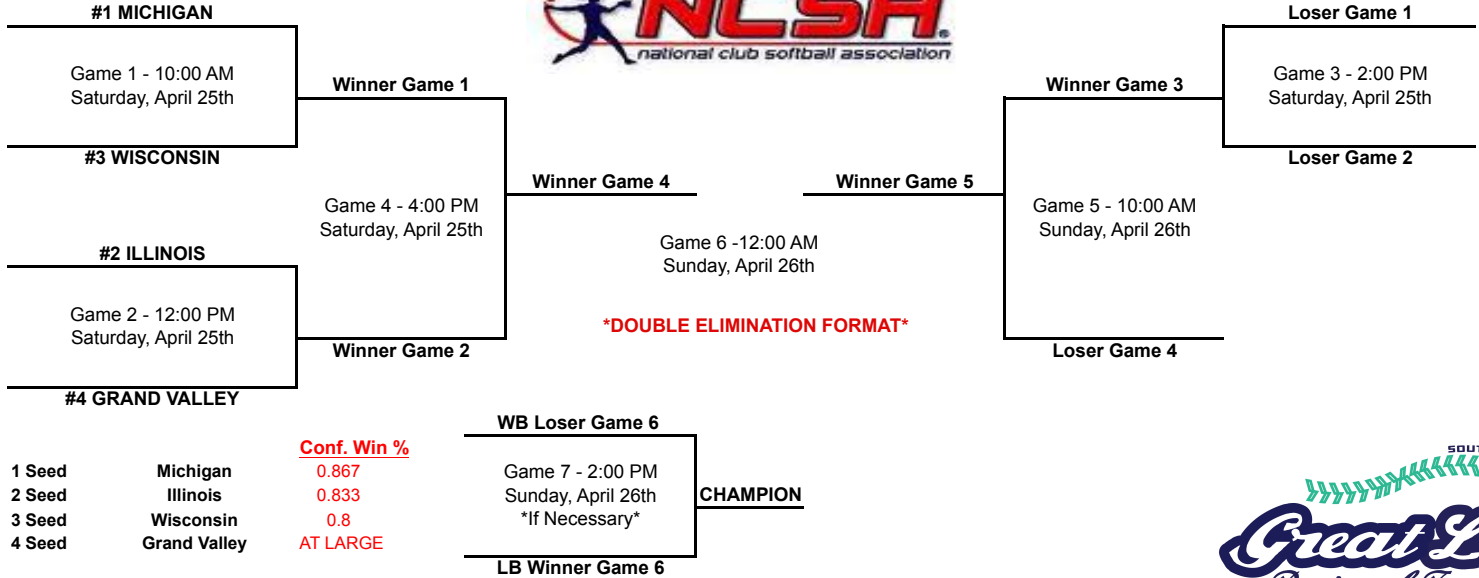 #1 MICHIGAN
Game 1 - 10:00 AM
Saturday, April 25th
#3 WISCONSIN
Winner Game 1
#2 ILLINOIS
Game 2 - 12:00 PM
Saturday, April 25th
#4 GRAND VALLEY
Game 4 - 4:00 PM
Saturday, April 25th
Winner Game 2
NCSA
national club softball association
Winner Game 4
Winner Game 5
Game 6 -12:00 AM
Sunday, April 26th
*DOUBLE ELIMINATION FORMAT*
Winner Game 3
Game 5 - 10:00 AM
Sunday, April 26th
Loser Game 4
Loser Game 1
Game 3 - 2:00 PM
Saturday, April 25th
Loser Game 2
Conf. Win %
1 Seed Michigan 0.867
2 Seed Illinois 0.833
3 Seed Wisconsin 0.8
4 Seed Grand Valley AT LARGE
WB Loser Game 6
Game 7 - 2:00 PM
Sunday, April 26th
*If Necessary*
LB Winner Game 6
CHAMPION
SOUT
Great L